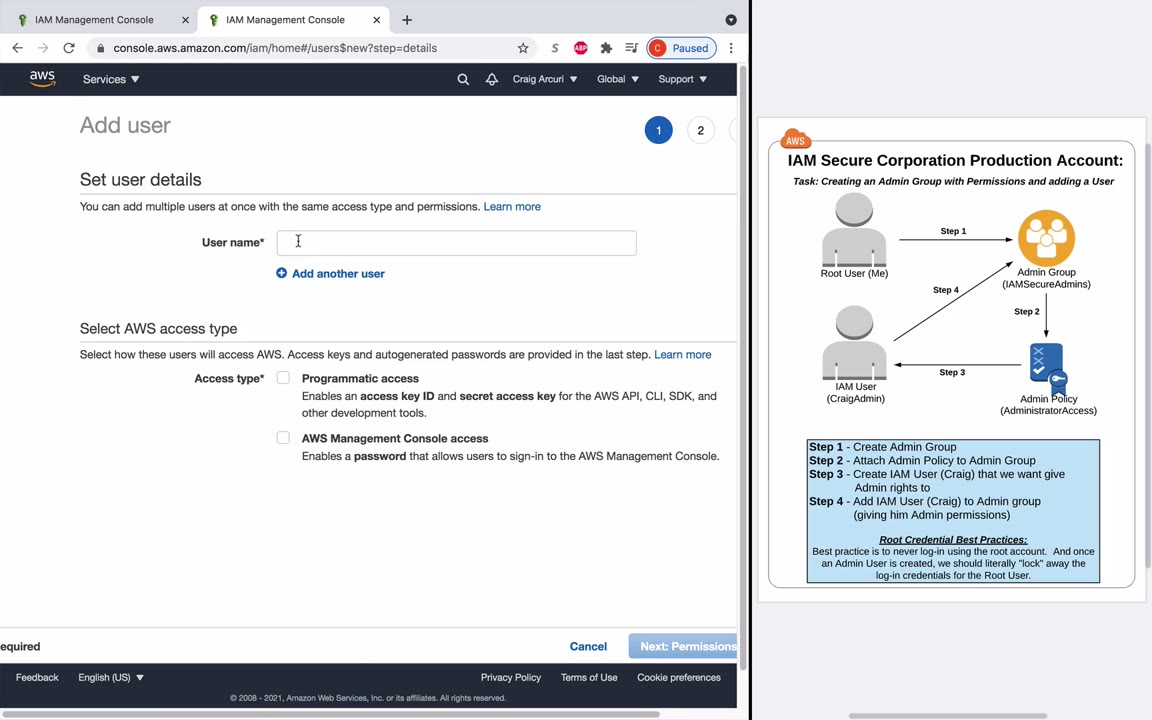 IAM Management Console
IAM Management Console
console.aws.amazon.com/iam/home#/users$new?step=details
S
ABP
C Paused
aws
Services
Craig Arcuri
Global
Support
Add user
1
2
Set user details
You can add multiple users at once with the same access type and permissions. Learn more
User name*
Add another user
Select AWS access type
Select how these users will access AWS. Access keys and autogenerated passwords are provided in the last step. Learn more
Access type*
Programmatic access
Enables an access key ID and secret access key for the AWS API, CLI, SDK, and
other development tools.
AWS Management Console access
Enables a password that allows users to sign-in to the AWS Management Console.
equired
Cancel
Next: Permissions
Feedback
English (US)
Privacy Policy
Terms of Use
Cookie preferences
© 2008 - 2021, Amazon Web Services, Inc. or its affiliates. All rights reserved.
AWS
IAM Secure Corporation Production Account:
Task: Creating an Admin Group with Permissions and adding a User
Step 1
Root User (Me)
Admin Group
(IAMSecureAdmins)
Step 4
Step 2
Step 3
IAM User
(CraigAdmin)
Admin Policy
(AdministratorAccess)
Step 1 - Create Admin Group
Step 2 - Attach Admin Policy to Admin Group
Step 3 - Create IAM User (Craig) that we want give
Admin rights to
Step 4 - Add IAM User (Craig) to Admin group
(giving him Admin permissions)
Root Credential Best Practices:
Best practice is to never log-in using the root account. And once
an Admin User is created, we should literally "lock" away the
log-in credentials for the Root User.